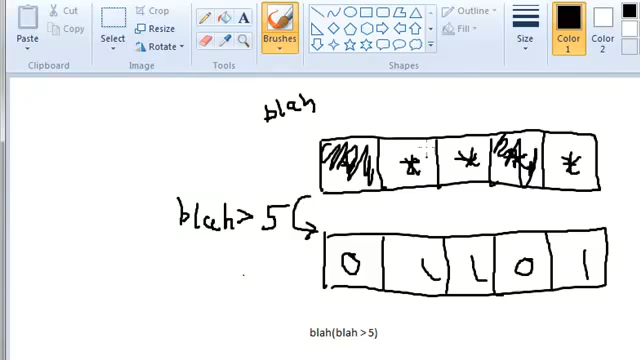 Cut
Copy
Paste
Clipboard
Select
Crop
Resize
Rotate
Image
A
Tools
Brushes
Outline
Fill
Shapes
Size
Color 1
Color 2
Colors
blah
* * *
blah > 5
0 1 1 0 1
blah(blah > 5)